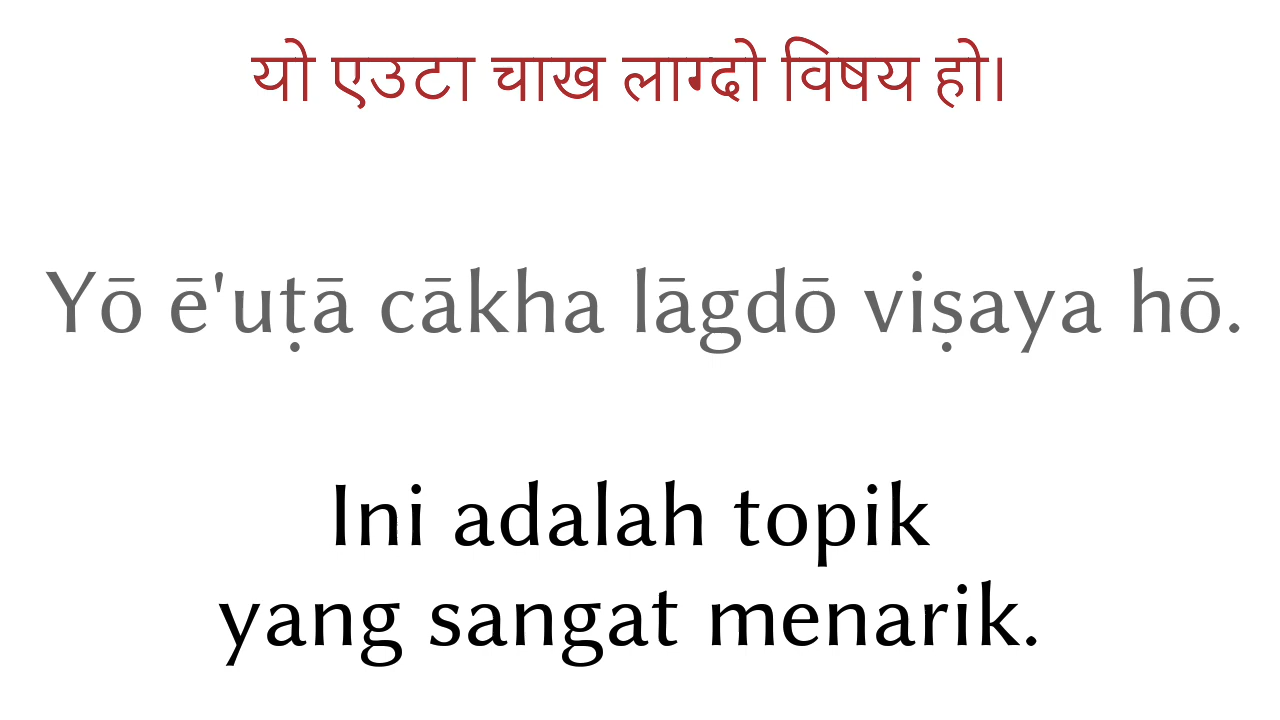 यो एउटा चाख लाग्दो विषय हो।
Yō ē'uṭā cākha lāgdō viṣaya hō.
Ini adalah topik
yang sangat menarik.